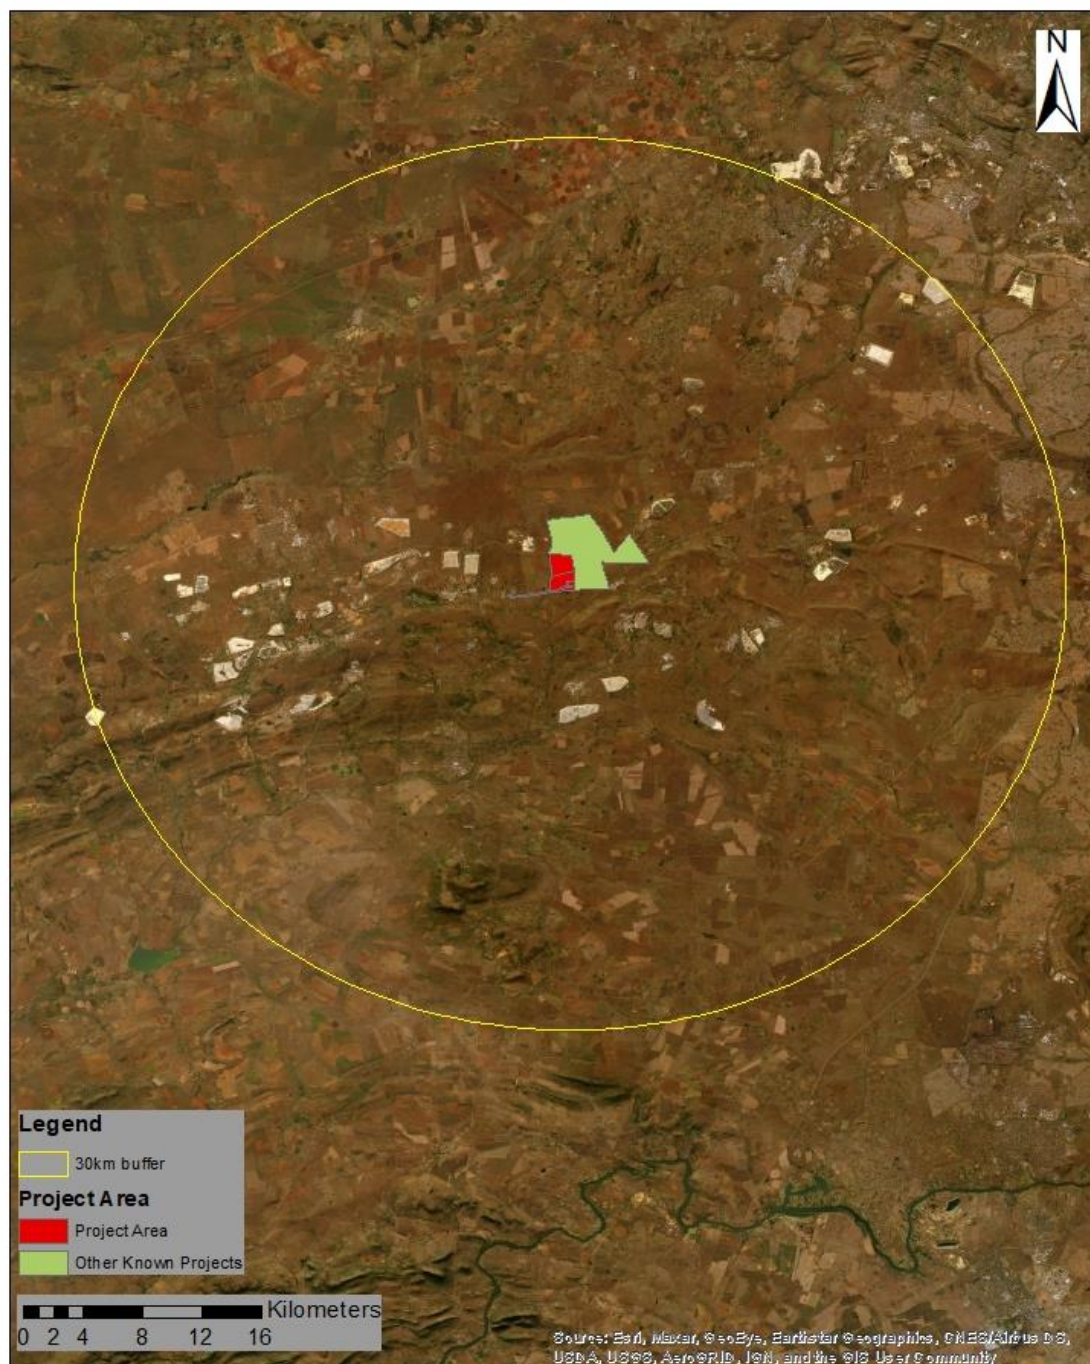 N
Legend
30km buffer
Project Area
Project Area
Other Known Projects
Kilometers
0 2 4 8 12 16
Source: Esri, Maxar, GeoEye, Earthstar Geographics, CNES/Airbus DS,
USDA, USGS, AeroGRID, IGN, and the GIS User Community